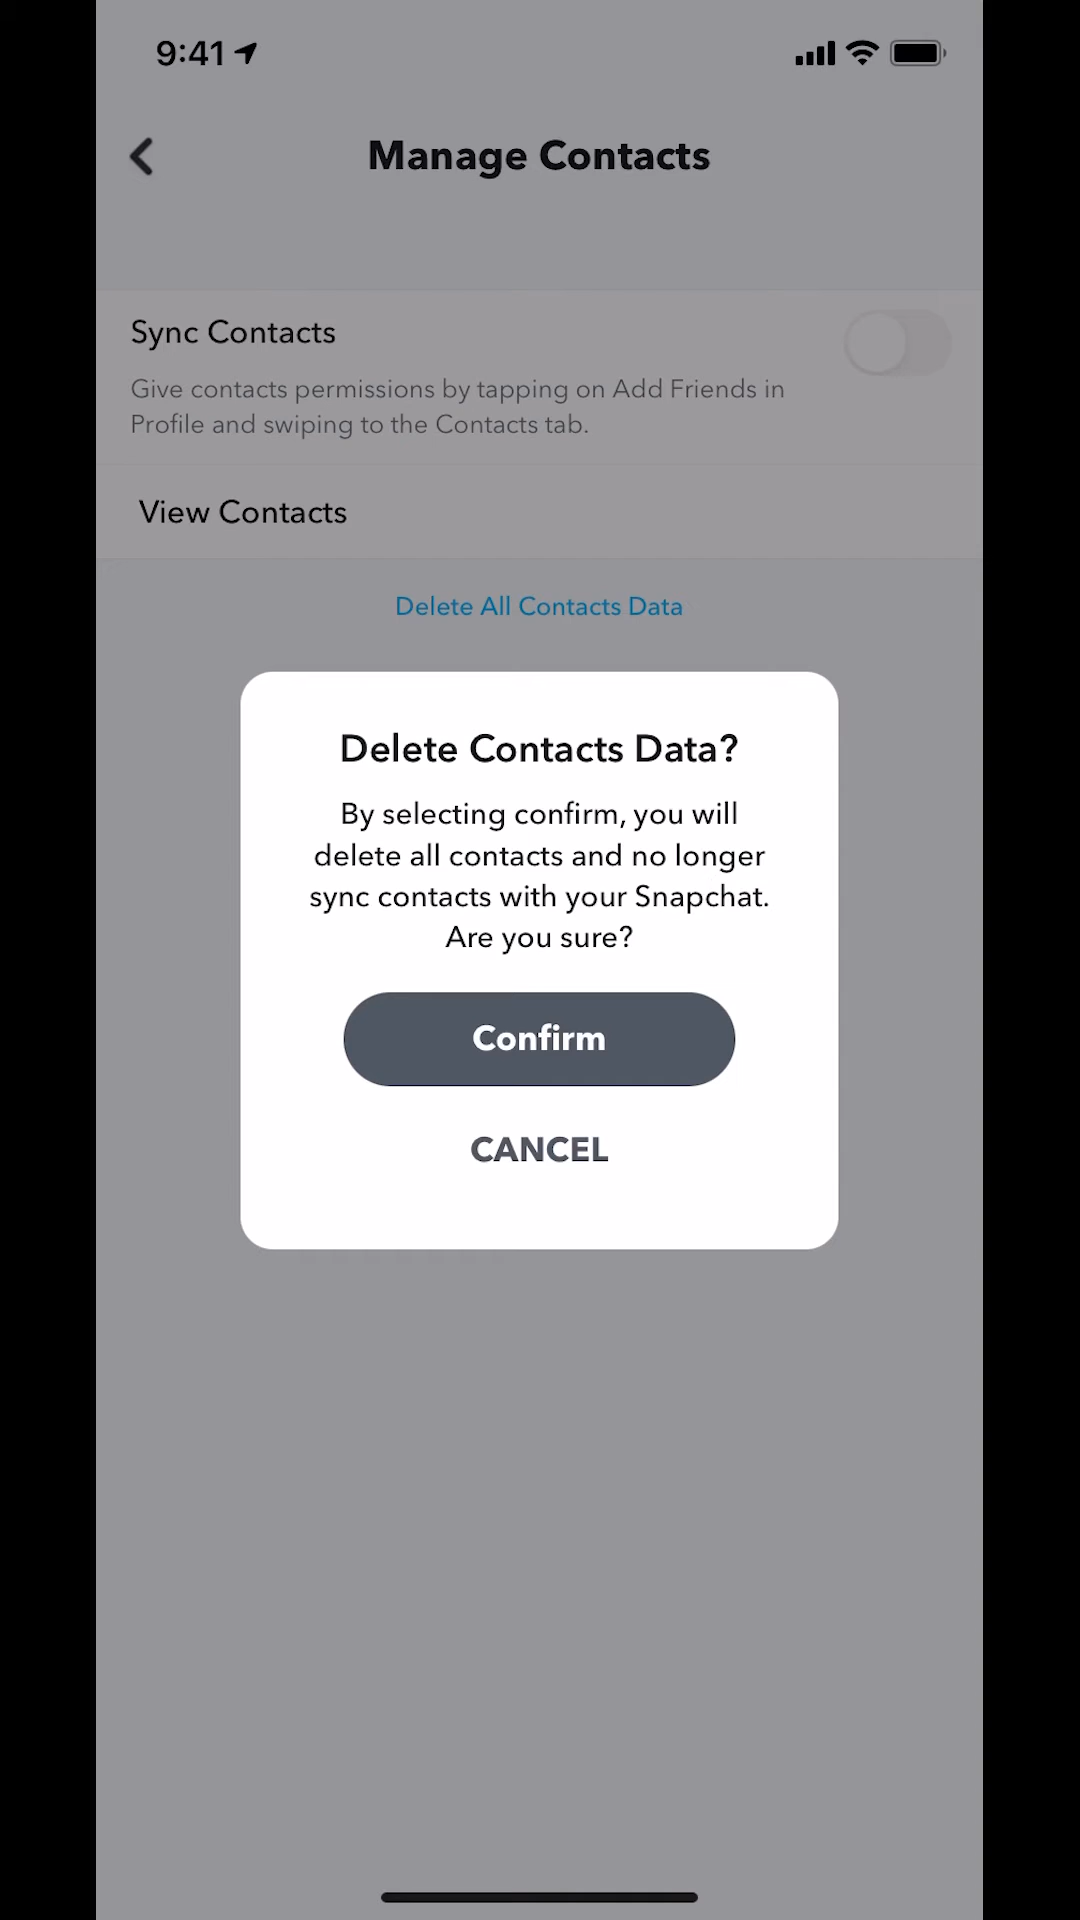 9:41
Manage Contacts
Sync Contacts
Give contacts permissions by tapping on Add Friends in
Profile and swiping to the Contacts tab.
View Contacts
Delete All Contacts Data
Delete Contacts Data?
By selecting confirm, you will
delete all contacts and no longer
sync contacts with your Snapchat.
Are you sure?
Confirm
CANCEL